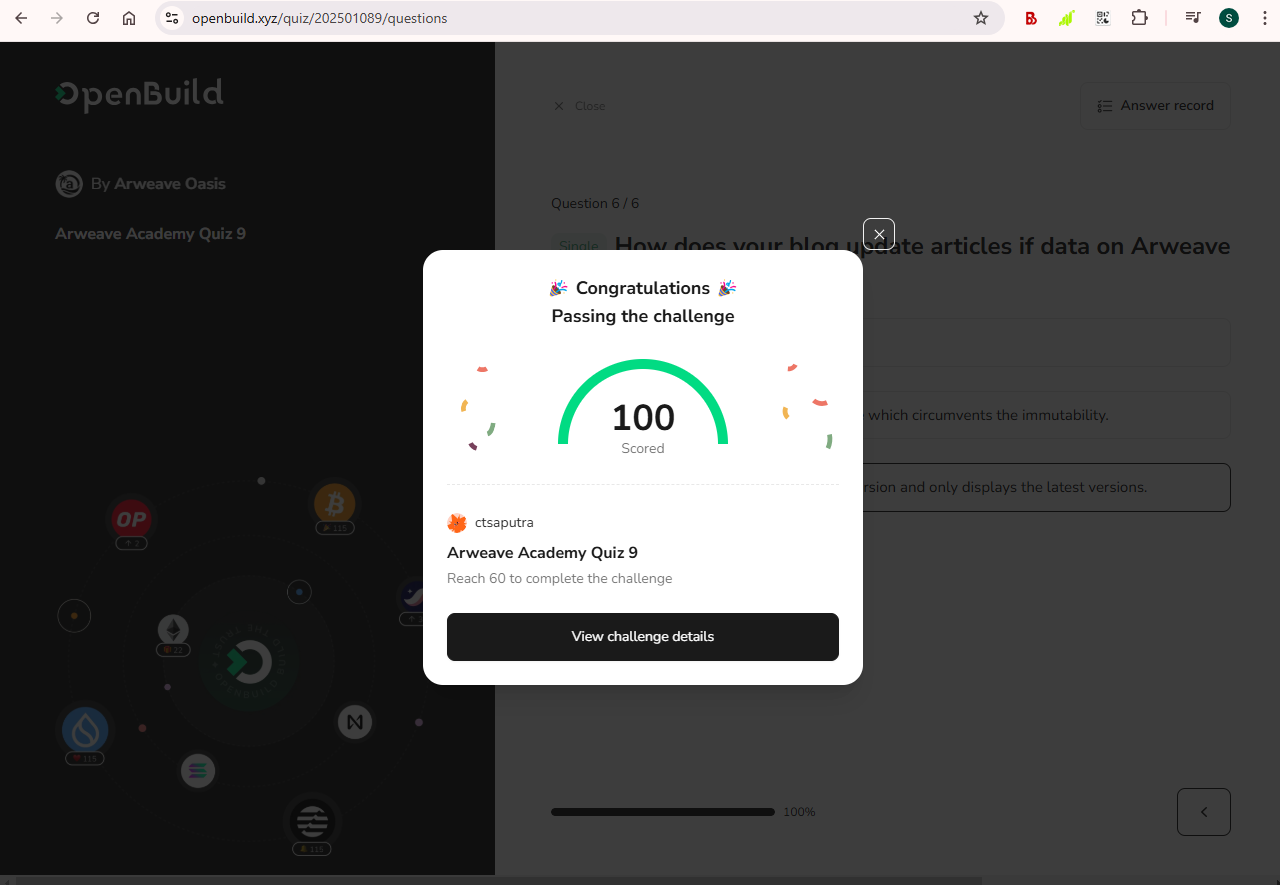 openbuild.xyz/quiz/202501089/questions
S
OpenBuild
By Arweave Oasis
Arweave Academy Quiz 9
Close
Answer record
Question 6 / 6
Single
How does your blog update articles if data on Arweave
which circumvents the immutability.
and only displays the latest versions.
Congratulations
Passing the challenge
100
Scored
ctsaputra
Arweave Academy Quiz 9
Reach 60 to complete the challenge
View challenge details
100%
OP
2
115
22
115
115